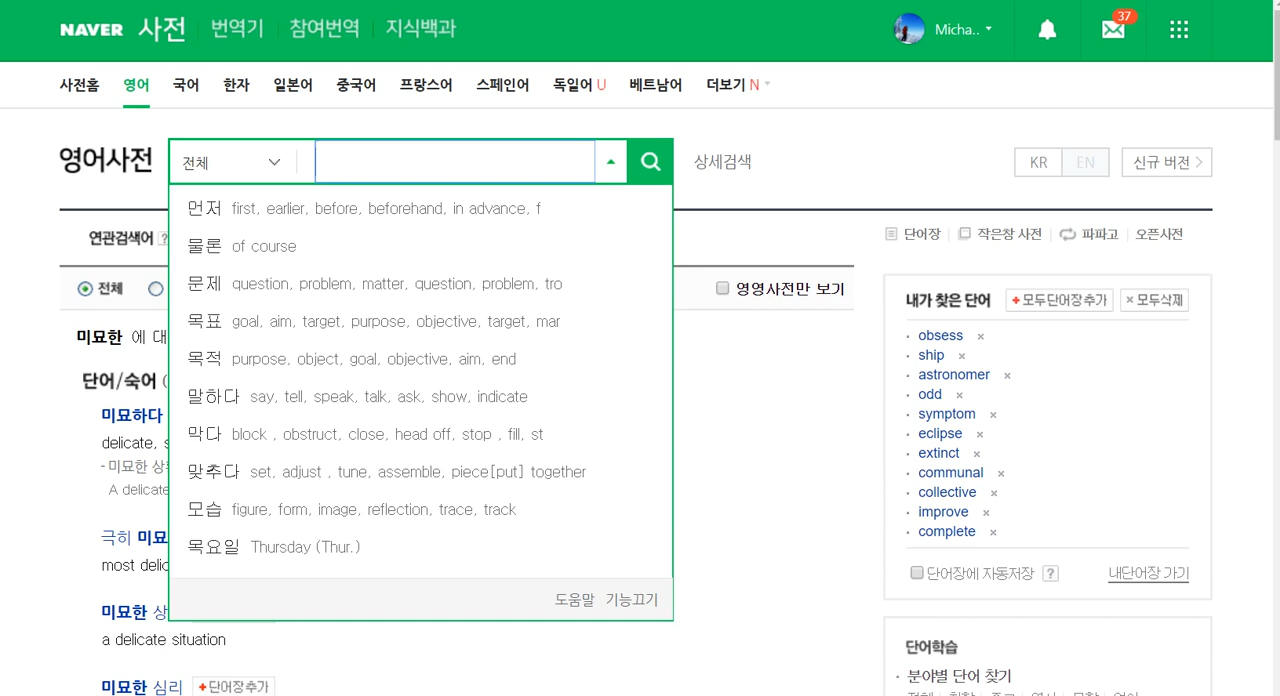 NAVER 사전 번역기 참여번역 지식백과 Micha.. 37
사전홈 영어 국어 한자 일본어 중국어 프랑스어 스페인어 독일어 U 베트남어 더보기 N
영어사전 전체 상세검색 KR EN 신규 버전
먼저 first, earlier, before, beforehand, in advance, f
물론 of course
문제 question, problem, matter, question, problem, tro
목표 goal, aim, target, purpose, objective, target, mar
목적 purpose, object, goal, objective, aim, end
말하다 say, tell, speak, talk, ask, show, indicate
막다 block , obstruct, close, head off, stop , fill, st
맞추다 set, adjust , tune, assemble, piece[put] together
모습 figure, form, image, reflection, trace, track
목요일 Thursday (Thur.)
도움말 기능끄기
연관검색어 ?
전체
영영사전만 보기
미묘한 에 대
단어/숙어 (
미묘하다
delicate, s
- 미묘한 상황
A delicate
극히 미묘
most delic
미묘한 상
a delicate situation
미묘한 심리 +단어장추가
단어장 작은창 사전 파파고 오픈사전
내가 찾은 단어 +모두단어장추가 ×모두삭제
· obsess ×
· ship ×
· astronomer ×
· odd ×
· symptom ×
· eclipse ×
· extinct ×
· communal ×
· collective ×
· improve ×
· complete ×
단어장에 자동저장 ? 내단어장 가기
단어학습
· 분야별 단어 찾기